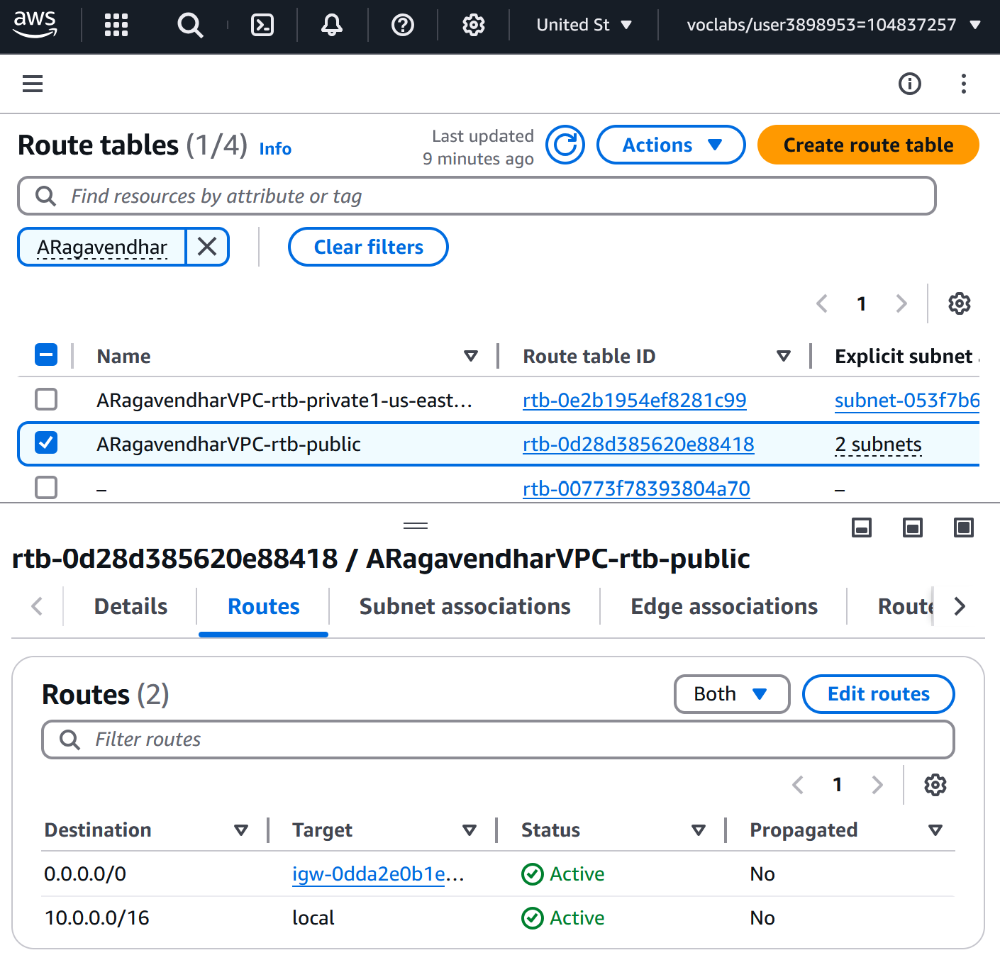 aws
United St
voclabs/user3898953=104837257
Route tables (1/4) Info
Last updated
9 minutes ago
Actions
Create route table
Find resources by attribute or tag
ARagavendhar
Clear filters
1
Name Route table ID Explicit subnet
ARagavendharVPC-rtb-private1-us-east... rtb-0e2b1954ef8281c99 subnet-053f7b6
ARagavendharVPC-rtb-public rtb-0d28d385620e88418 2 subnets
– rtb-00773f78393804a70 –
rtb-0d28d385620e88418 / ARagavendharVPC-rtb-public
Details Routes Subnet associations Edge associations Route
Routes (2)
Both
Edit routes
Filter routes
1
Destination Target Status Propagated
0.0.0.0/0 igw-0dda2e0b1e... Active No
10.0.0.0/16 local Active No